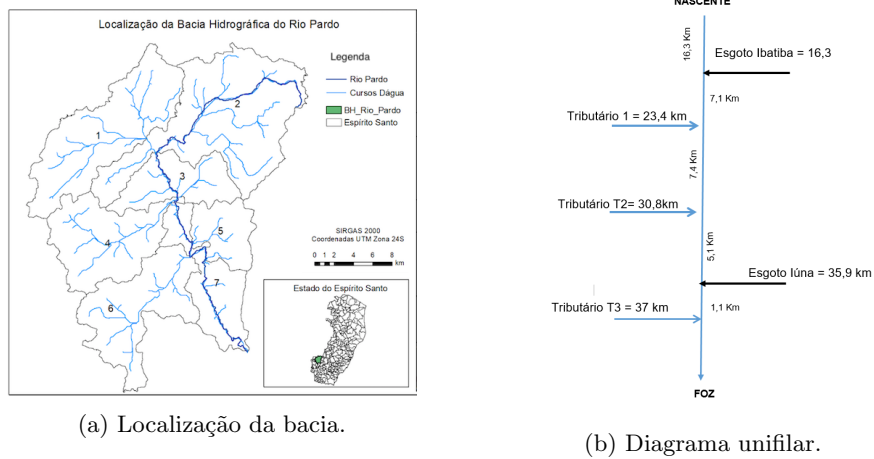 Localização da Bacia Hidrográfica do Rio Pardo
Legenda
Rio Pardo
Cursos Dágua
BH_Rio_Pardo
Espírito Santo
1
2
3
4
5
6
7
SIRGAS 2000
Coordenadas UTM Zona 24S
0 1 2 4 6 8
km
Estado do Espírito Santo
(a) Localização da bacia.
NASCENTE
16,3 Km
Esgoto Ibatiba = 16,3
7,1 Km
Tributário 1 = 23,4 km
7,4 Km
Tributário T2= 30,8km
5,1 Km
Esgoto Iúna = 35,9 km
Tributário T3 = 37 km
1,1 Km
FOZ
(b) Diagrama unifilar.